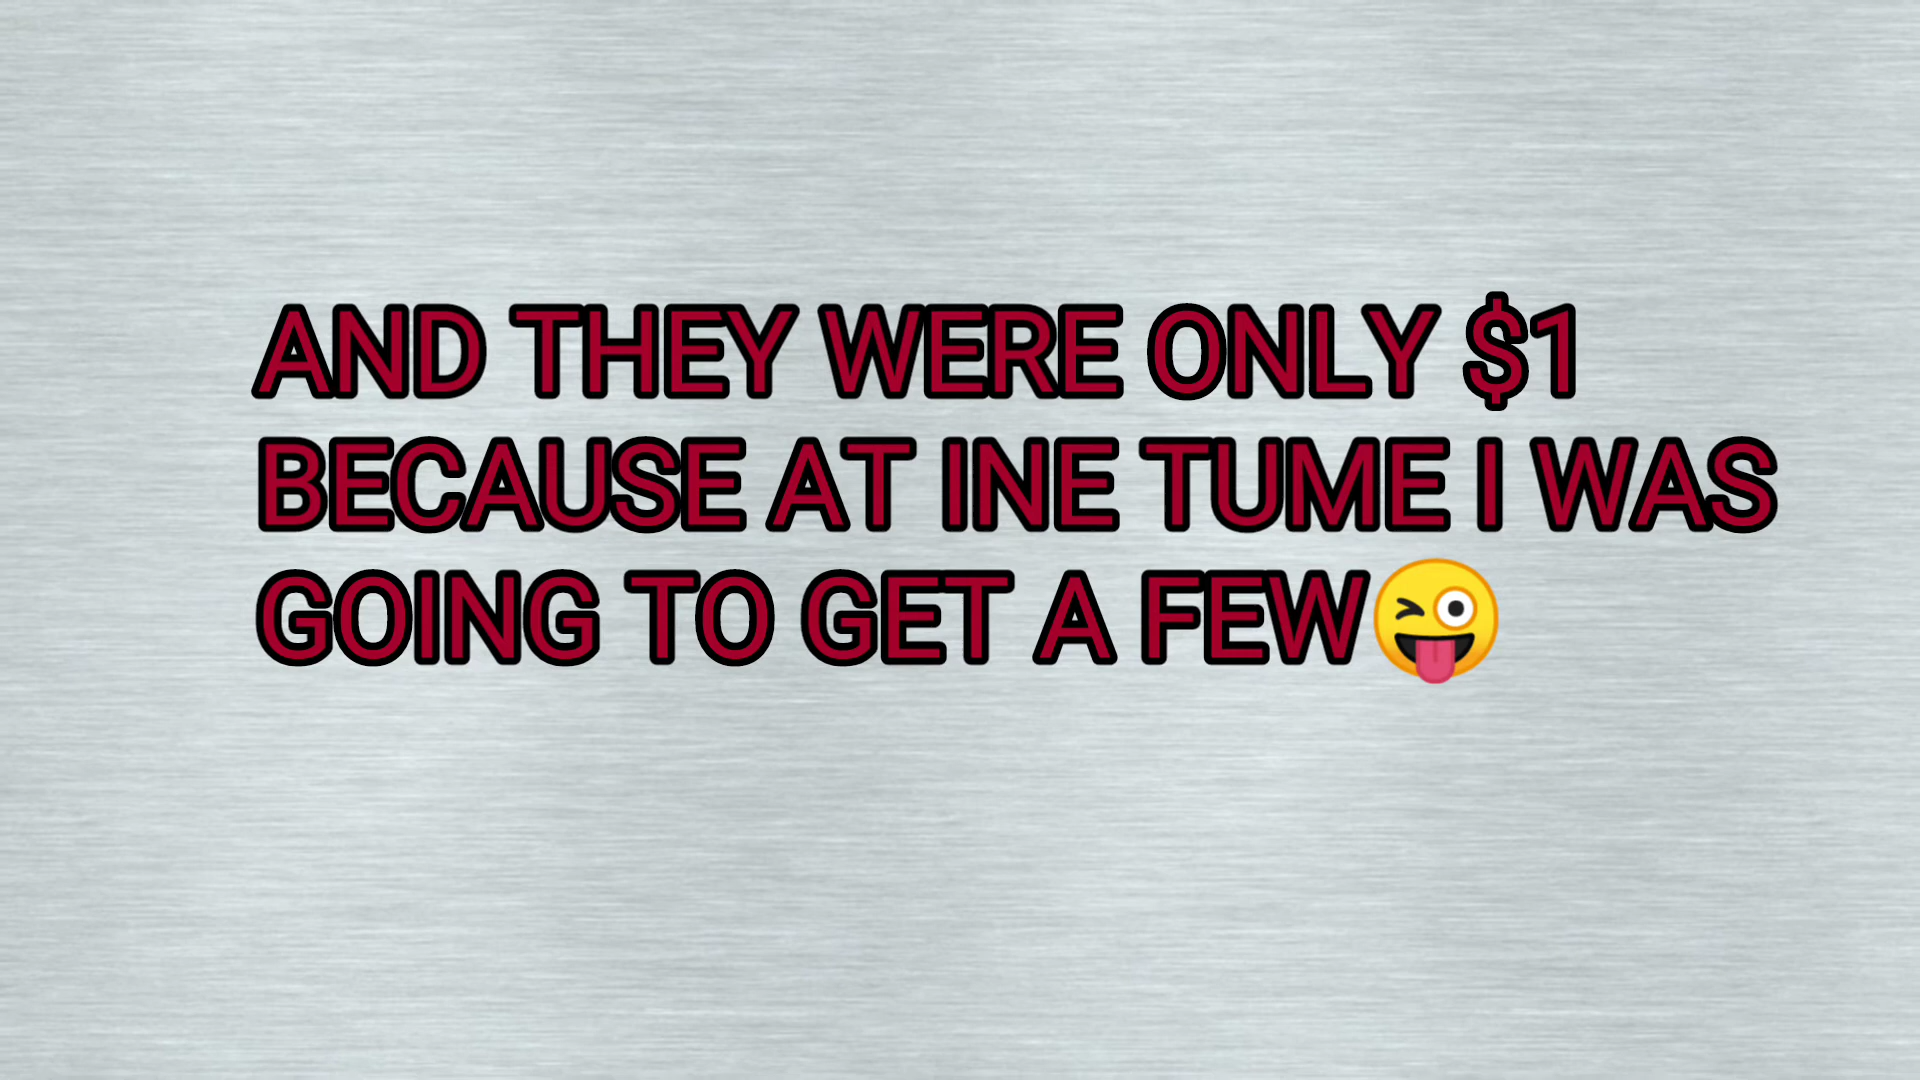 AND THEY WERE ONLY $1
BECAUSE AT INE TUME I WAS
GOING TO GET A FEW😜